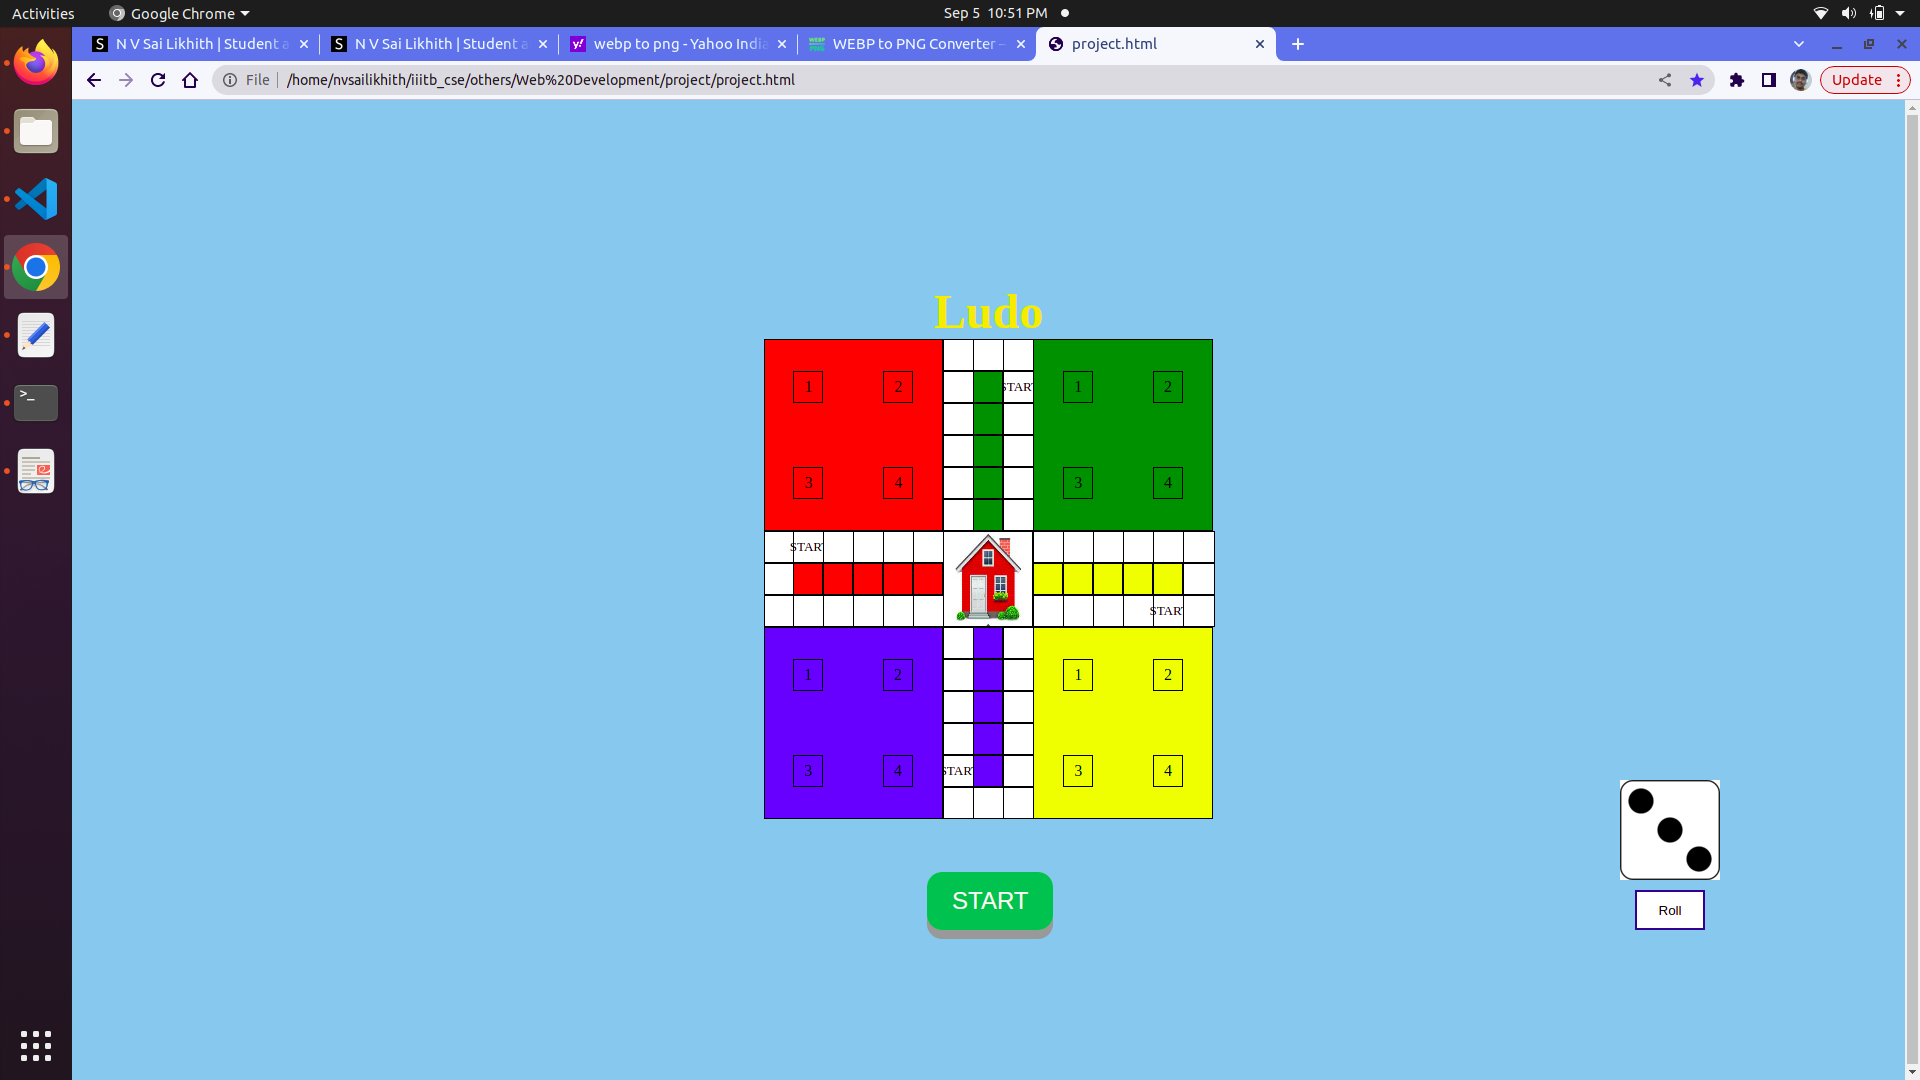 Activities Google Chrome Sep 5 10:51 PM
N V Sai Likhith | Student a N V Sai Likhith | Student a webp to png - Yahoo India WEBP to PNG Converter - project.html
File /home/nvsailikhith/iiitb_cse/others/Web%20Development/project/project.html Update
Ludo
1 2 START 1 2
3 4 3 4
START
START
1 2 1 2
3 4 START 3 4
START
Roll